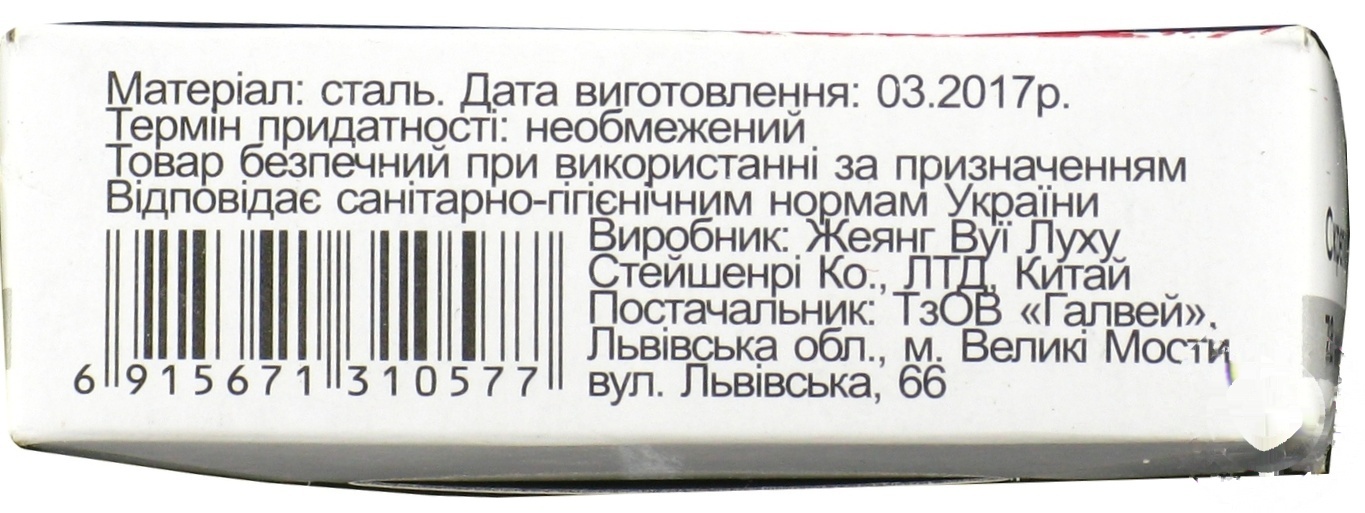 Матеріал: сталь. Дата виготовлення: 03.2017р.
Термін придатності: необмежений
Товар безпечний при використанні за призначенням
Відповідає санітарно-гігієнічним нормам України
Виробник: Жеянг Вуї Луху
Стейшенрі Ко., ЛТД, Китай
Постачальник: ТзОВ «Галвей»,
Львівська обл., м. Великі Мости
вул. Львівська, 66
6 915671 310577